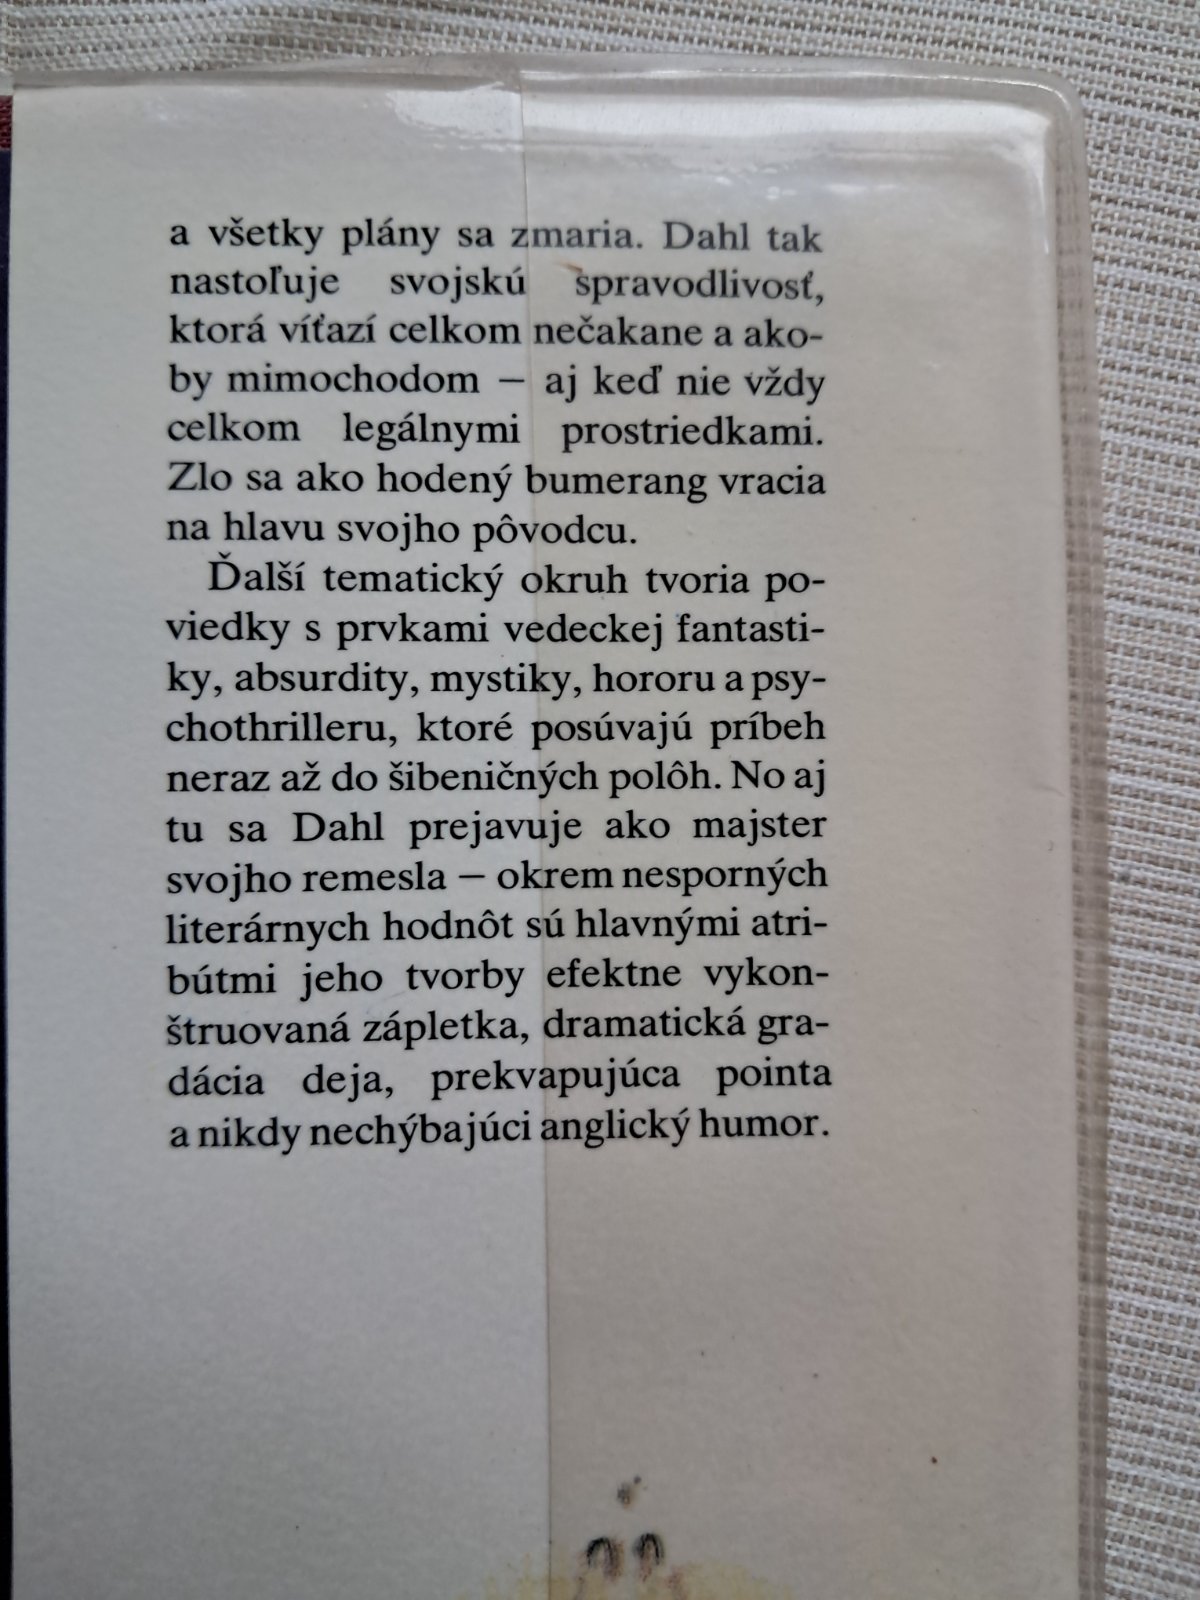 a všetky plány sa zmaria. Dahl tak
nastoľuje svojskú spravodlivosť,
ktorá víťazí celkom nečakane a ako-
by mimochodom – aj keď nie vždy
celkom legálnymi prostriedkami.
Zlo sa ako hodený bumerang vracia
na hlavu svojho pôvodcu.
Ďalší tematický okruh tvoria po-
viedky s prvkami vedeckej fantasti-
ky, absurdity, mystiky, hororu a psy-
chothrilleru, ktoré posúvajú príbeh
neraz až do šibeničných polôh. No aj
tu sa Dahl prejavuje ako majster
svojho remesla – okrem nesporných
literárnych hodnôt sú hlavnými atri-
bútmi jeho tvorby efektne vykon-
štruovaná zápletka, dramatická gra-
dácia deja, prekvapujúca pointa
a nikdy nechýbajúci anglický humor.